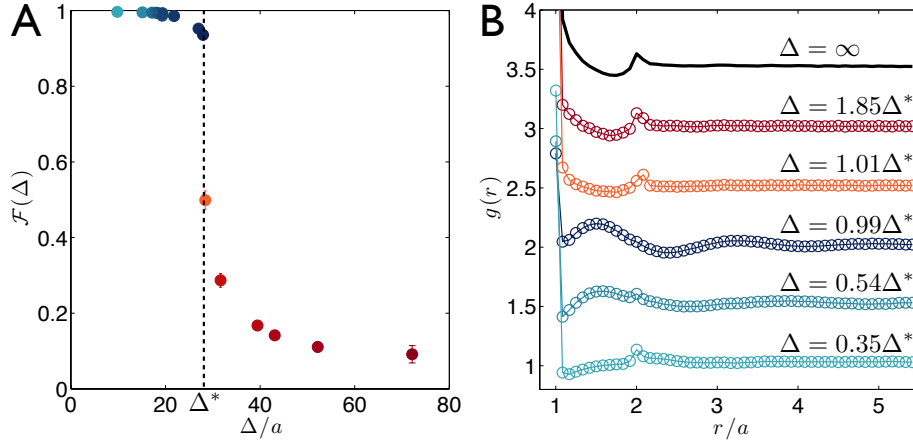 A
1
0.8
0.6
0.4
0.2
0
F(Δ)
0
20
Δ*
40
60
80
Δ/a
B
4
3.5
3
2.5
2
1.5
1
g(r)
Δ = ∞
Δ = 1.85Δ*
Δ = 1.01Δ*
Δ = 0.99Δ*
Δ = 0.54Δ*
Δ = 0.35Δ*
1
2
3
4
5
r/a